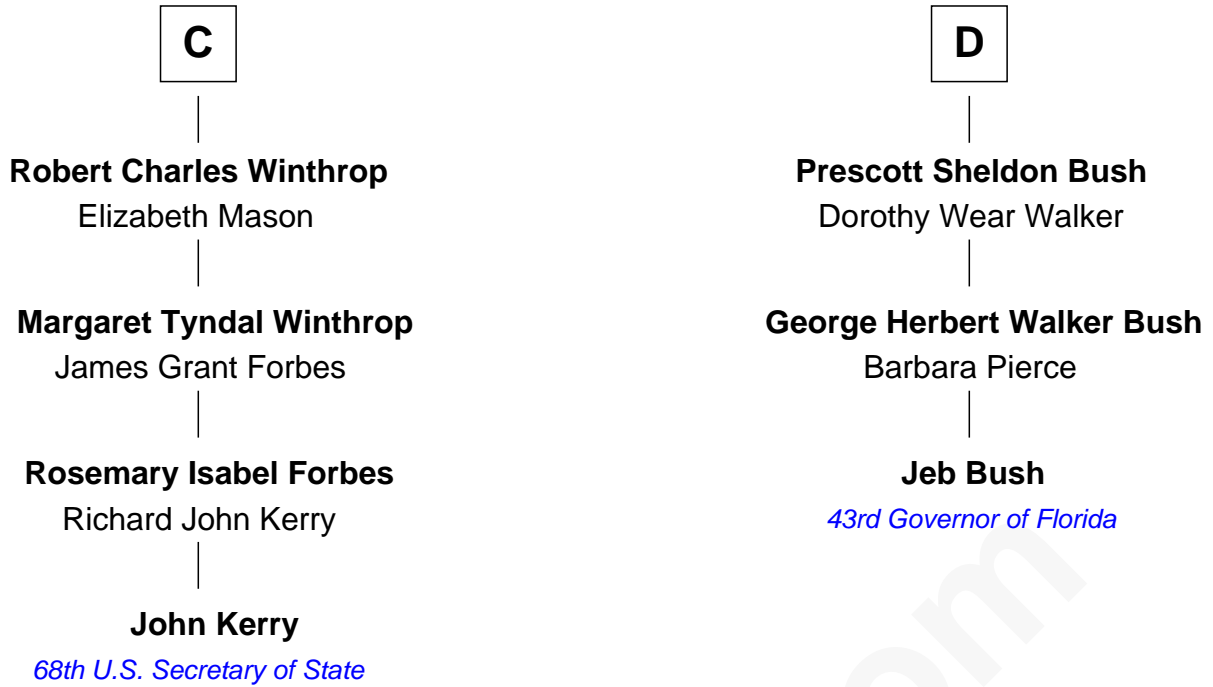 C
Robert Charles Winthrop
Elizabeth Mason
Margaret Tyndal Winthrop
James Grant Forbes
Rosemary Isabel Forbes
Richard John Kerry
John Kerry
68th U.S. Secretary of State
D
Prescott Sheldon Bush
Dorothy Wear Walker
George Herbert Walker Bush
Barbara Pierce
Jeb Bush
43rd Governor of Florida
om